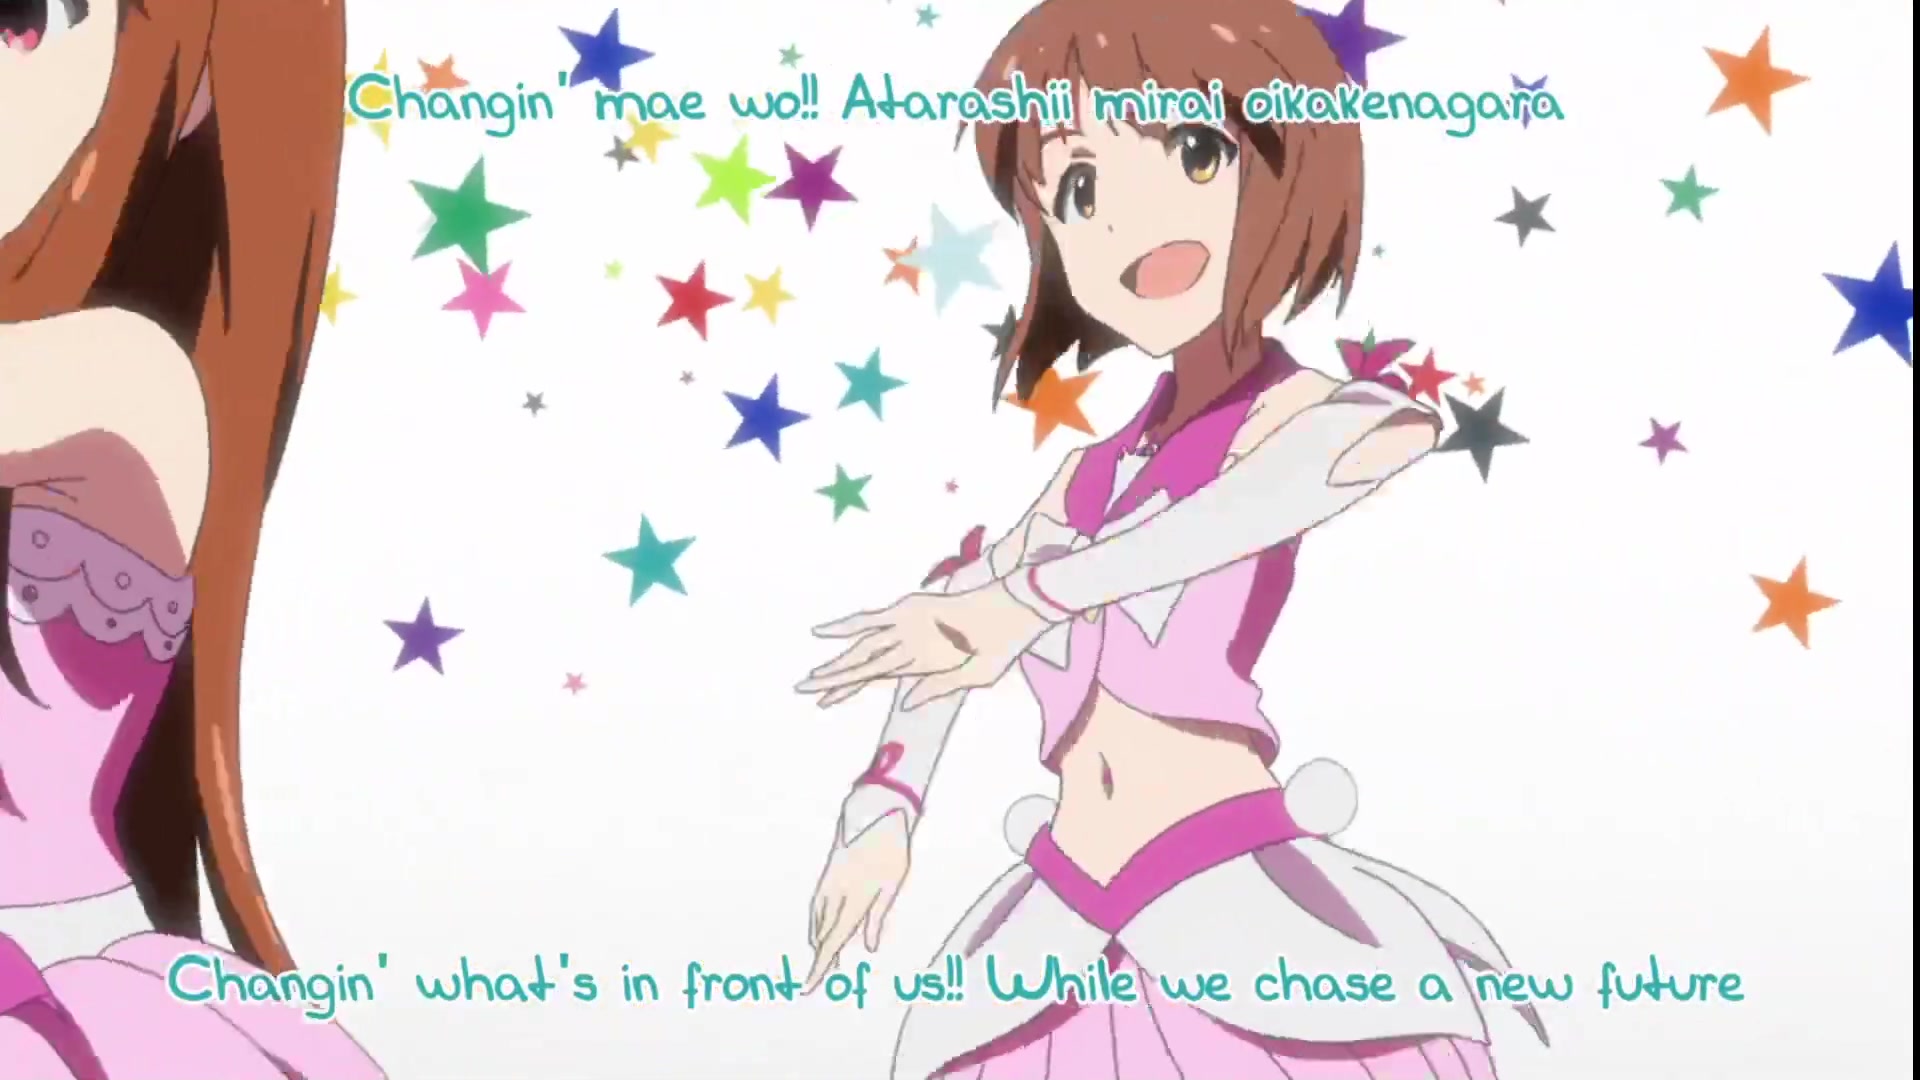 Changin' mae wo!! Atarashii mirai oikakenagara
Changin' what's in front of us!! While we chase a new future